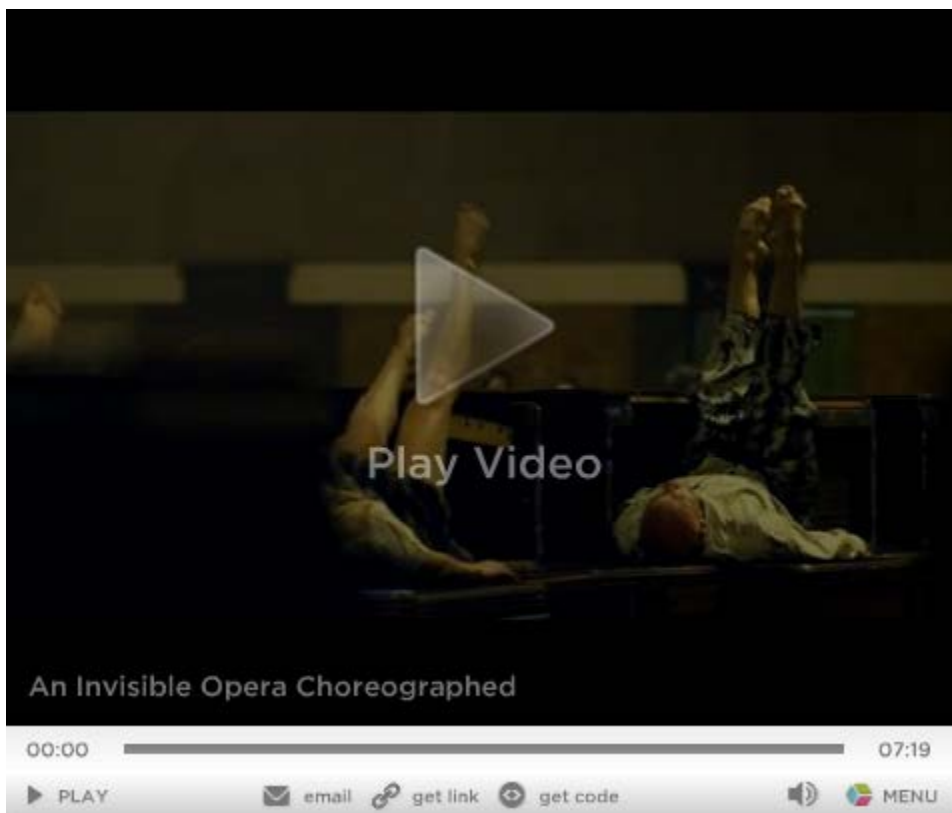 Play Video
An Invisible Opera Choreographed
00:00 07:19
PLAY email get link get code MENU